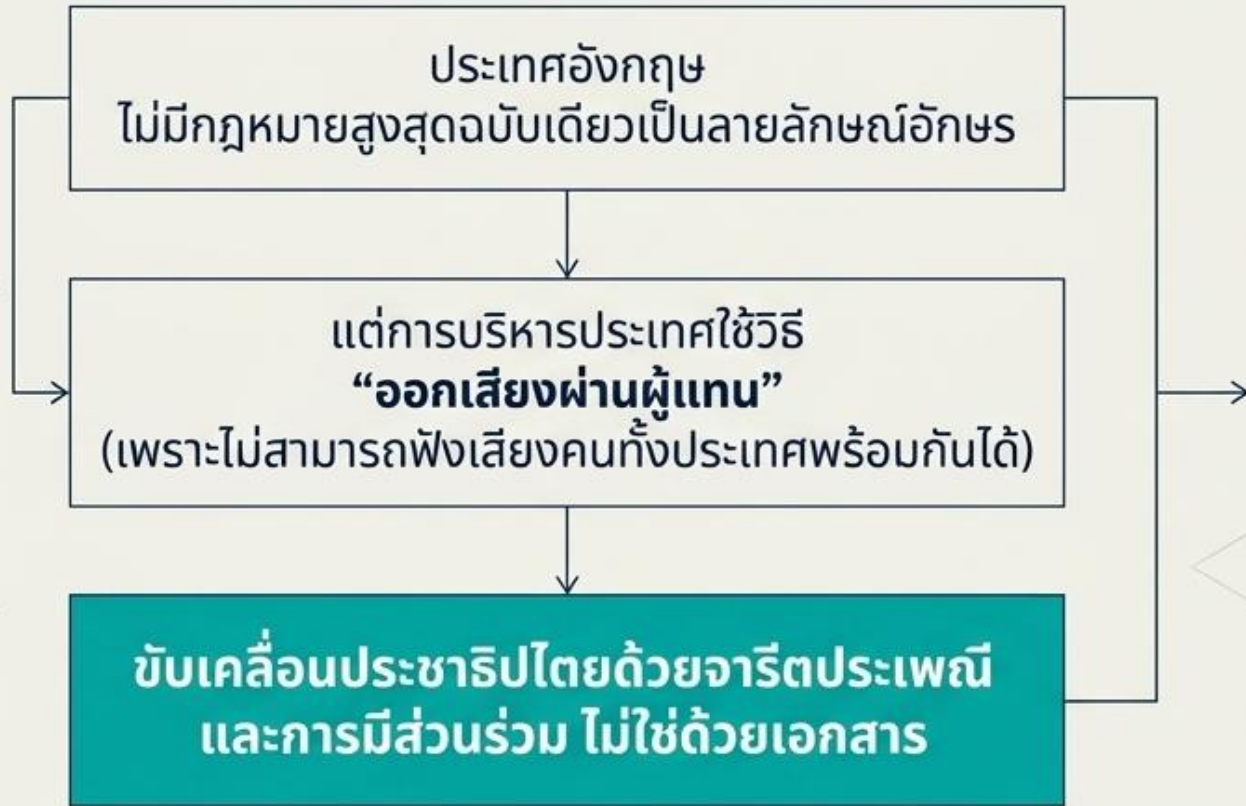 ประเทศอังกฤษ
ไม่มีกฎหมายสูงสุดฉบับเดียวเป็นลายลักษณ์อักษร
แต่การบริหารประเทศใช้วิธี
“ออกเสียงผ่านผู้แทน”
(เพราะไม่สามารถฟังเสียงคนทั้งประเทศพร้อมกันได้)
ขับเคลื่อนประชาธิปไตยด้วยจารีตประเพณี
และการมีส่วนร่วม ไม่ใช่ด้วยเอกสาร